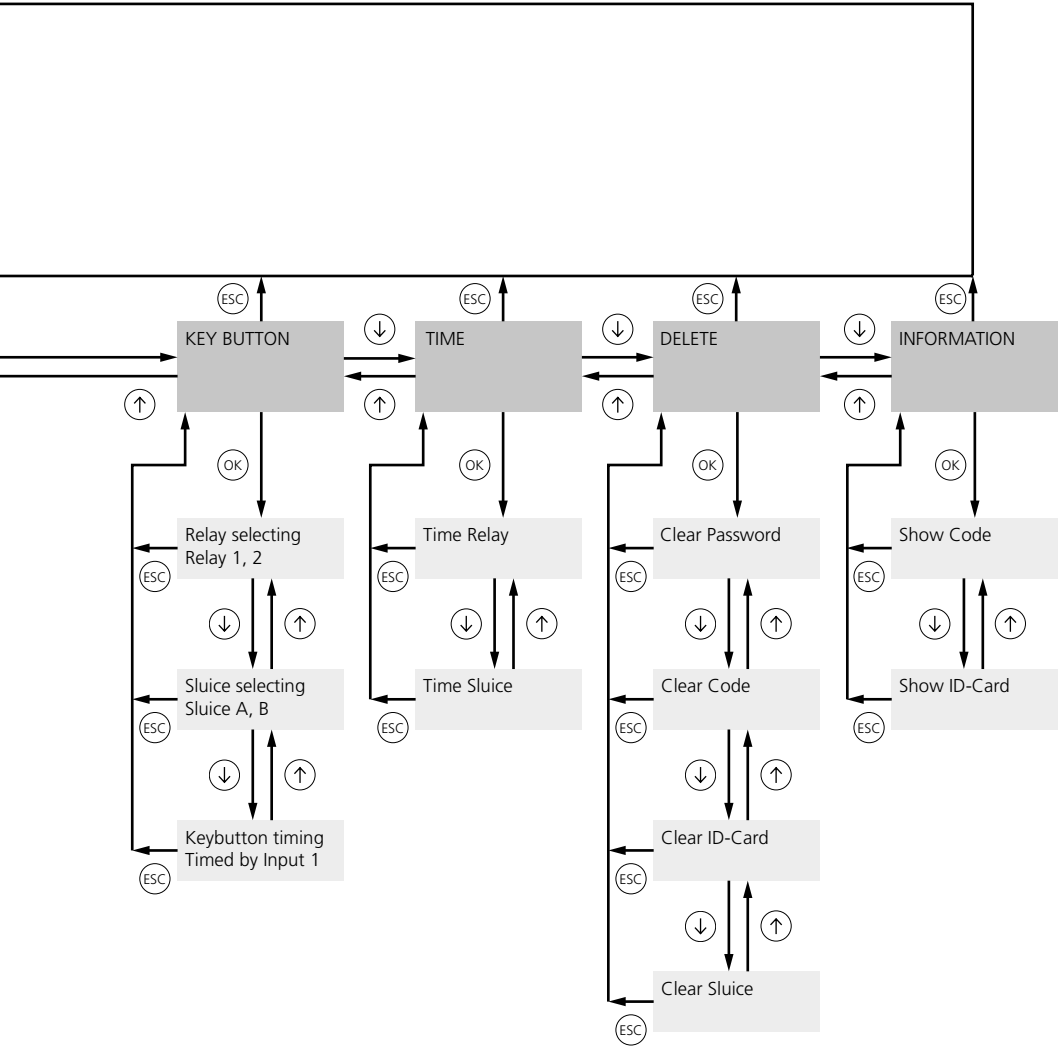 ESC ESC ESC ESC
KEY BUTTON ↓ TIME ↓ DELETE ↓ INFORMATION
↑ ↑ ↑ ↑
OK OK OK OK
Relay selecting
Relay 1, 2
Time Relay
Clear Password
Show Code
ESC ESC ESC ESC
↓ ↑ ↓ ↑ ↓ ↑ ↓ ↑
Sluice selecting
Sluice A, B
Time Sluice
Clear Code
Show ID-Card
ESC ESC ESC ESC
↓ ↑ ↓ ↑
Keybutton timing
Timed by Input 1
Clear ID-Card
ESC ESC
↓ ↑
Clear Sluice
ESC